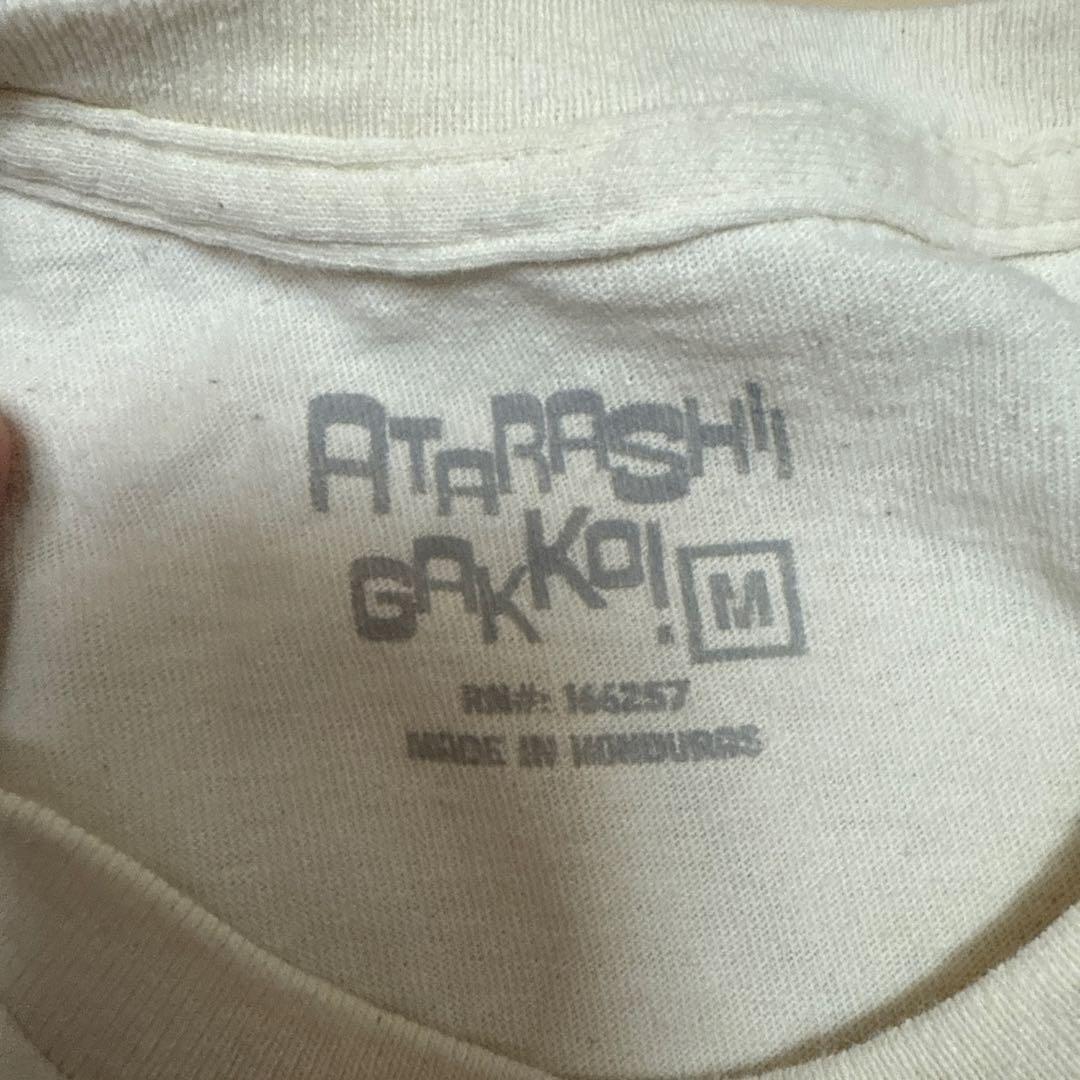 ATARASHII
GAKKO! M
RN#: 166257
MADE IN HONDURAS